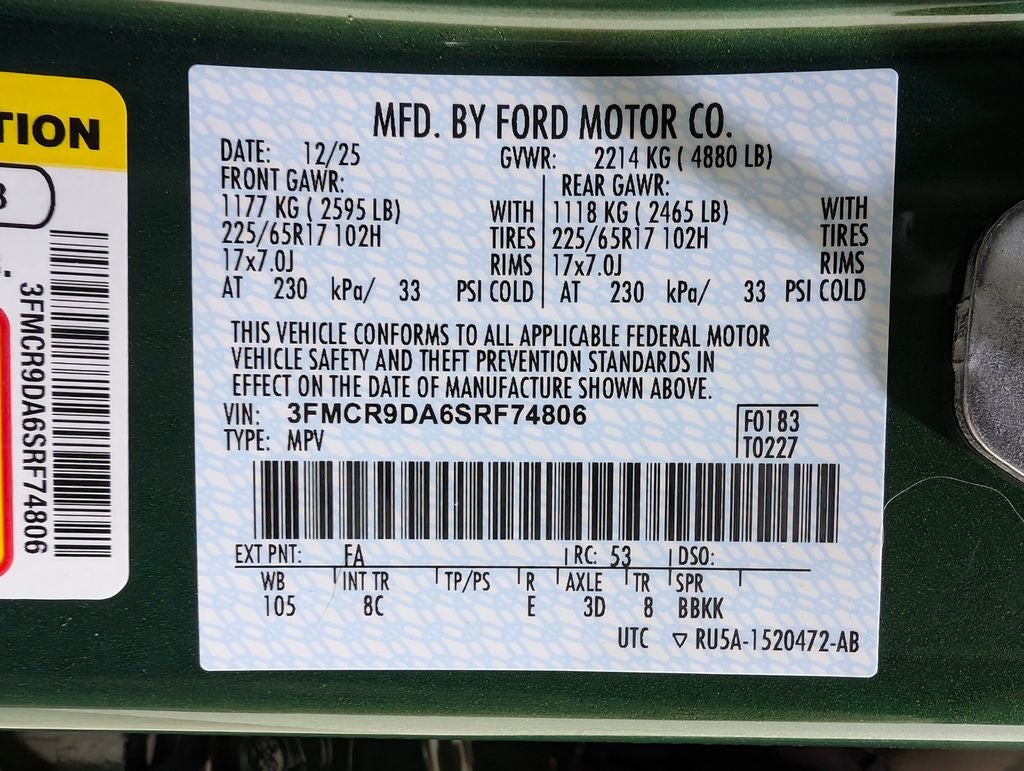 TION
3FMCR9DA6SRF74806
MFD. BY FORD MOTOR CO.
DATE: 12/25 GVWR: 2214 KG ( 4880 LB)
FRONT GAWR: REAR GAWR:
1177 KG ( 2595 LB) WITH 1118 KG ( 2465 LB) WITH
225/65R17 102H TIRES 225/65R17 102H TIRES
17x7.0J RIMS 17x7.0J RIMS
AT 230 kPa/ 33 PSI COLD AT 230 kPa/ 33 PSI COLD
THIS VEHICLE CONFORMS TO ALL APPLICABLE FEDERAL MOTOR
VEHICLE SAFETY AND THEFT PREVENTION STANDARDS IN
EFFECT ON THE DATE OF MANUFACTURE SHOWN ABOVE.
VIN: 3FMCR9DA6SRF74806 F0183
TYPE: MPV T0227
EXT PNT: FA RC: 53 DSO:
WB INT TR TP/PS R AXLE TR SPR
105 8C E 3D 8 BBKK
UTC ▽ RU5A-1520472-AB